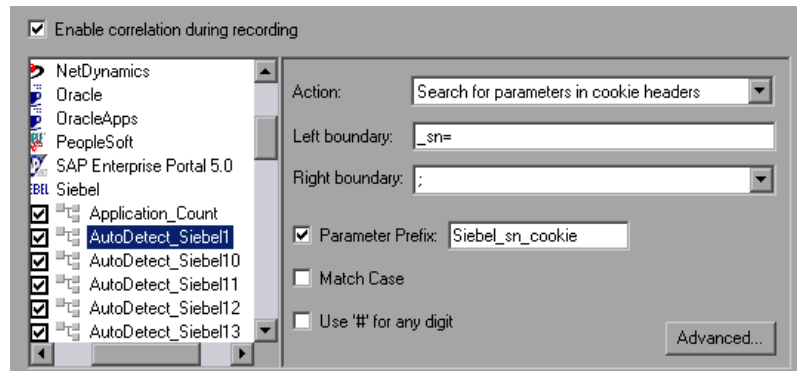 Enable correlation during recording
NetDynamics
Oracle
OracleApps
PeopleSoft
SAP Enterprise Portal 5.0
Siebel
Application_Count
AutoDetect_Siebel1
AutoDetect_Siebel10
AutoDetect_Siebel11
AutoDetect_Siebel12
AutoDetect_Siebel13
Action: Search for parameters in cookie headers
Left boundary: _sn=
Right boundary: ;
Parameter Prefix: Siebel_sn_cookie
Match Case
Use '#' for any digit
Advanced...